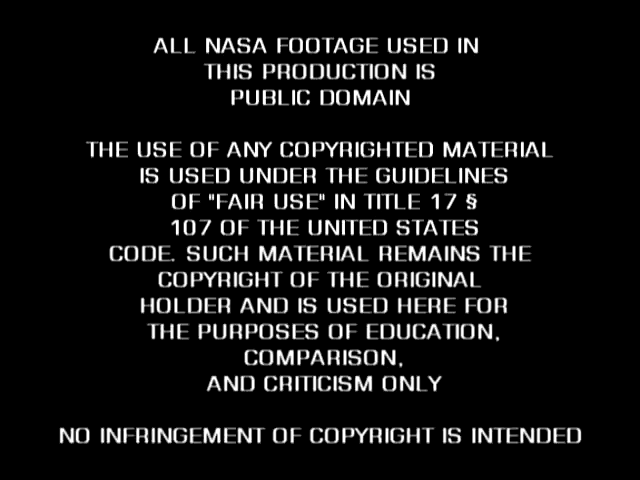 ALL NASA FOOTAGE USED IN
THIS PRODUCTION IS
PUBLIC DOMAIN
THE USE OF ANY COPYRIGHTED MATERIAL
IS USED UNDER THE GUIDELINES
OF "FAIR USE" IN TITLE 17 §
107 OF THE UNITED STATES
CODE. SUCH MATERIAL REMAINS THE
COPYRIGHT OF THE ORIGINAL
HOLDER AND IS USED HERE FOR
THE PURPOSES OF EDUCATION,
COMPARISON,
AND CRITICISM ONLY
NO INFRINGEMENT OF COPYRIGHT IS INTENDED